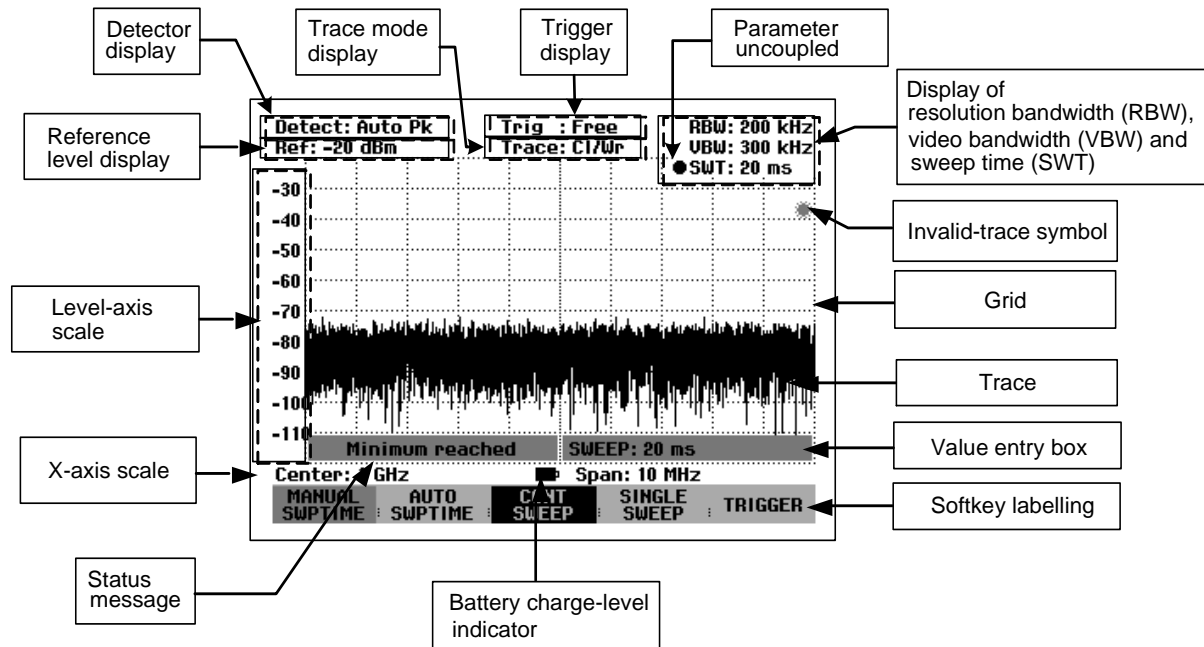 Detector
display
Trace mode
display
Trigger
display
Parameter
uncoupled
Display of
resolution bandwidth (RBW),
video bandwidth (VBW) and
sweep time (SWT)
Reference
level display
Detect: Auto Pk
Ref: -20 dBm
Trig : Free
Trace: Cl/Wr
RBW: 200 kHz
VBW: 300 kHz
SWT: 20 ms
-30
-40
-50
-60
-70
-80
-90
-100
-110
Invalid-trace symbol
Grid
Level-axis
scale
Trace
Minimum reached
SWEEP: 20 ms
Value entry box
X-axis scale
Center: GHz
Span: 10 MHz
MANUAL
SWPTIME
AUTO
SWPTIME
CONT
SWEEP
SINGLE
SWEEP
TRIGGER
Softkey labelling
Status
message
Battery charge-level
indicator